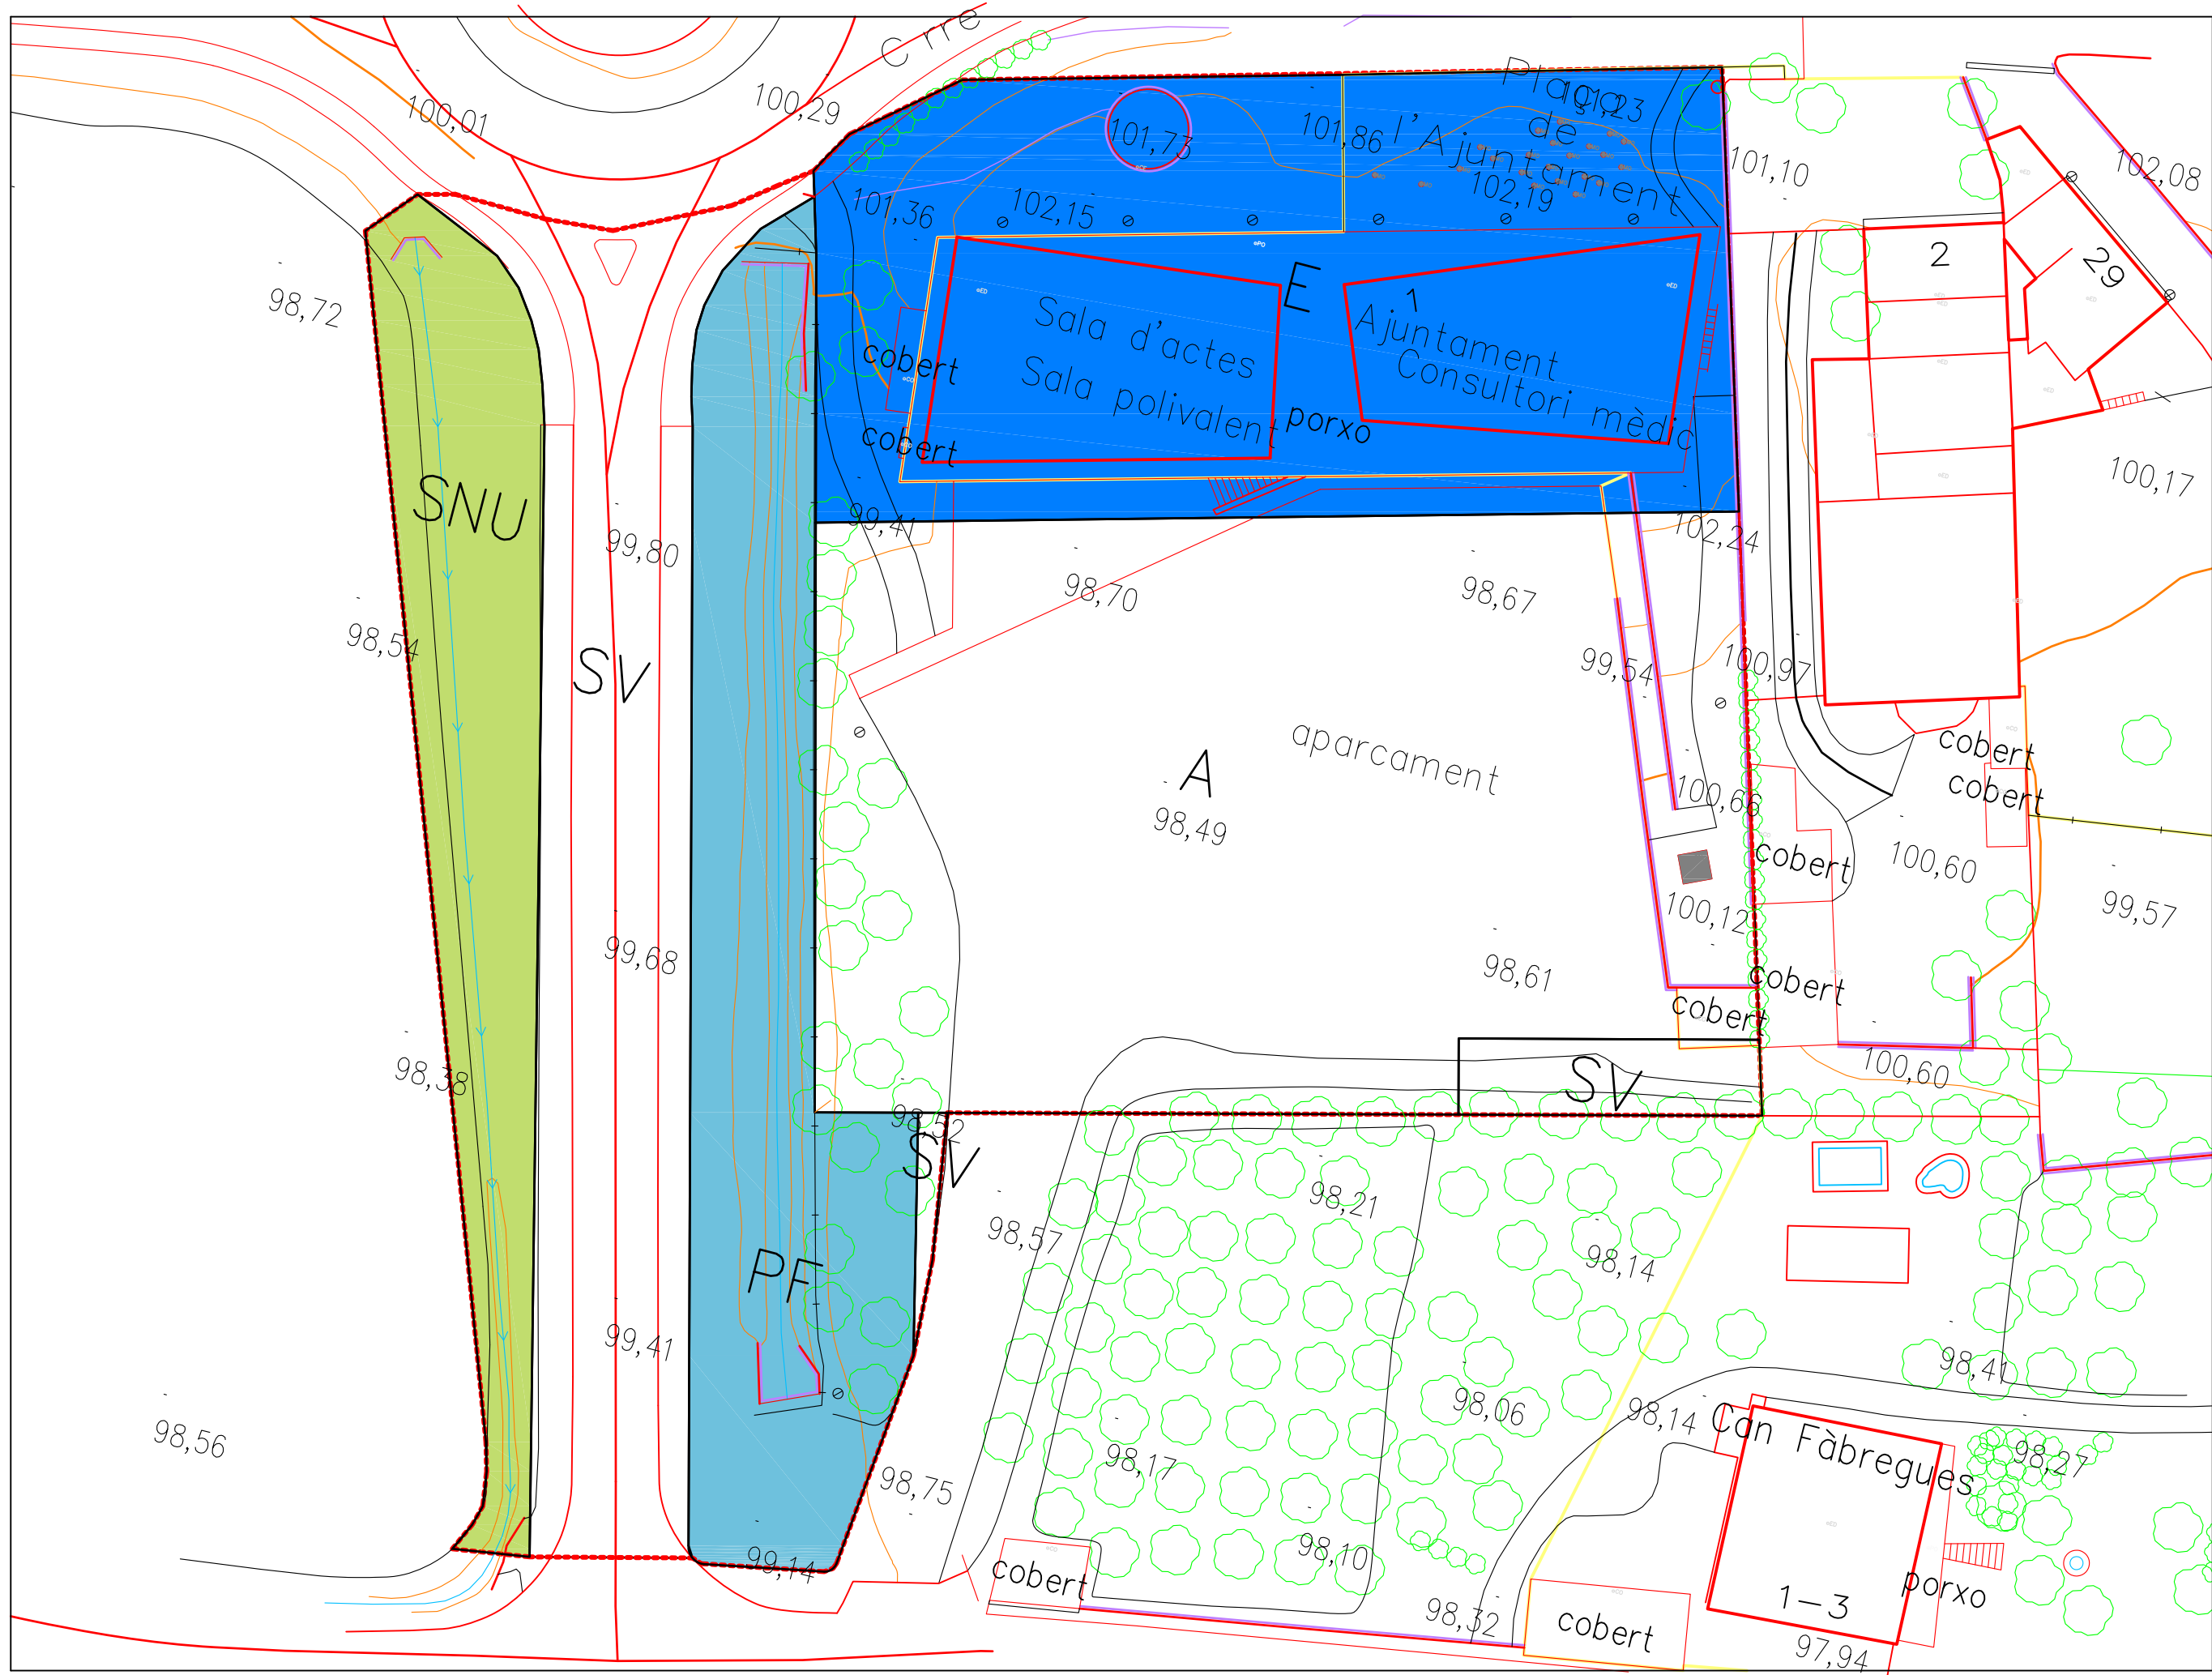 Crre
Plaça
de
l'Ajuntament
100,01
100,29
101,73
101,86
101,23
101,10
102,08
101,36
102,15
102,19
2
29
98,72
E
1
Sala d'actes
Sala polivalent
Ajuntament
Consultori mèdic
cobert
cobert
porxo
SNU
99,80
99,41
102,24
100,17
98,54
SV
98,70
98,67
99,54
100,97
aparcament
A
98,49
100,66
cobert
cobert
cobert
100,60
99,57
100,12
99,68
98,61
cobert
cobert
98,38
SV
100,60
98,52
SV
98,57
98,21
98,14
PF
99,41
98,41
98,56
98,06
98,14
Can Fàbregues
98,27
98,17
98,75
99,14
98,10
cobert
98,32
cobert
1-3
porxo
97,94